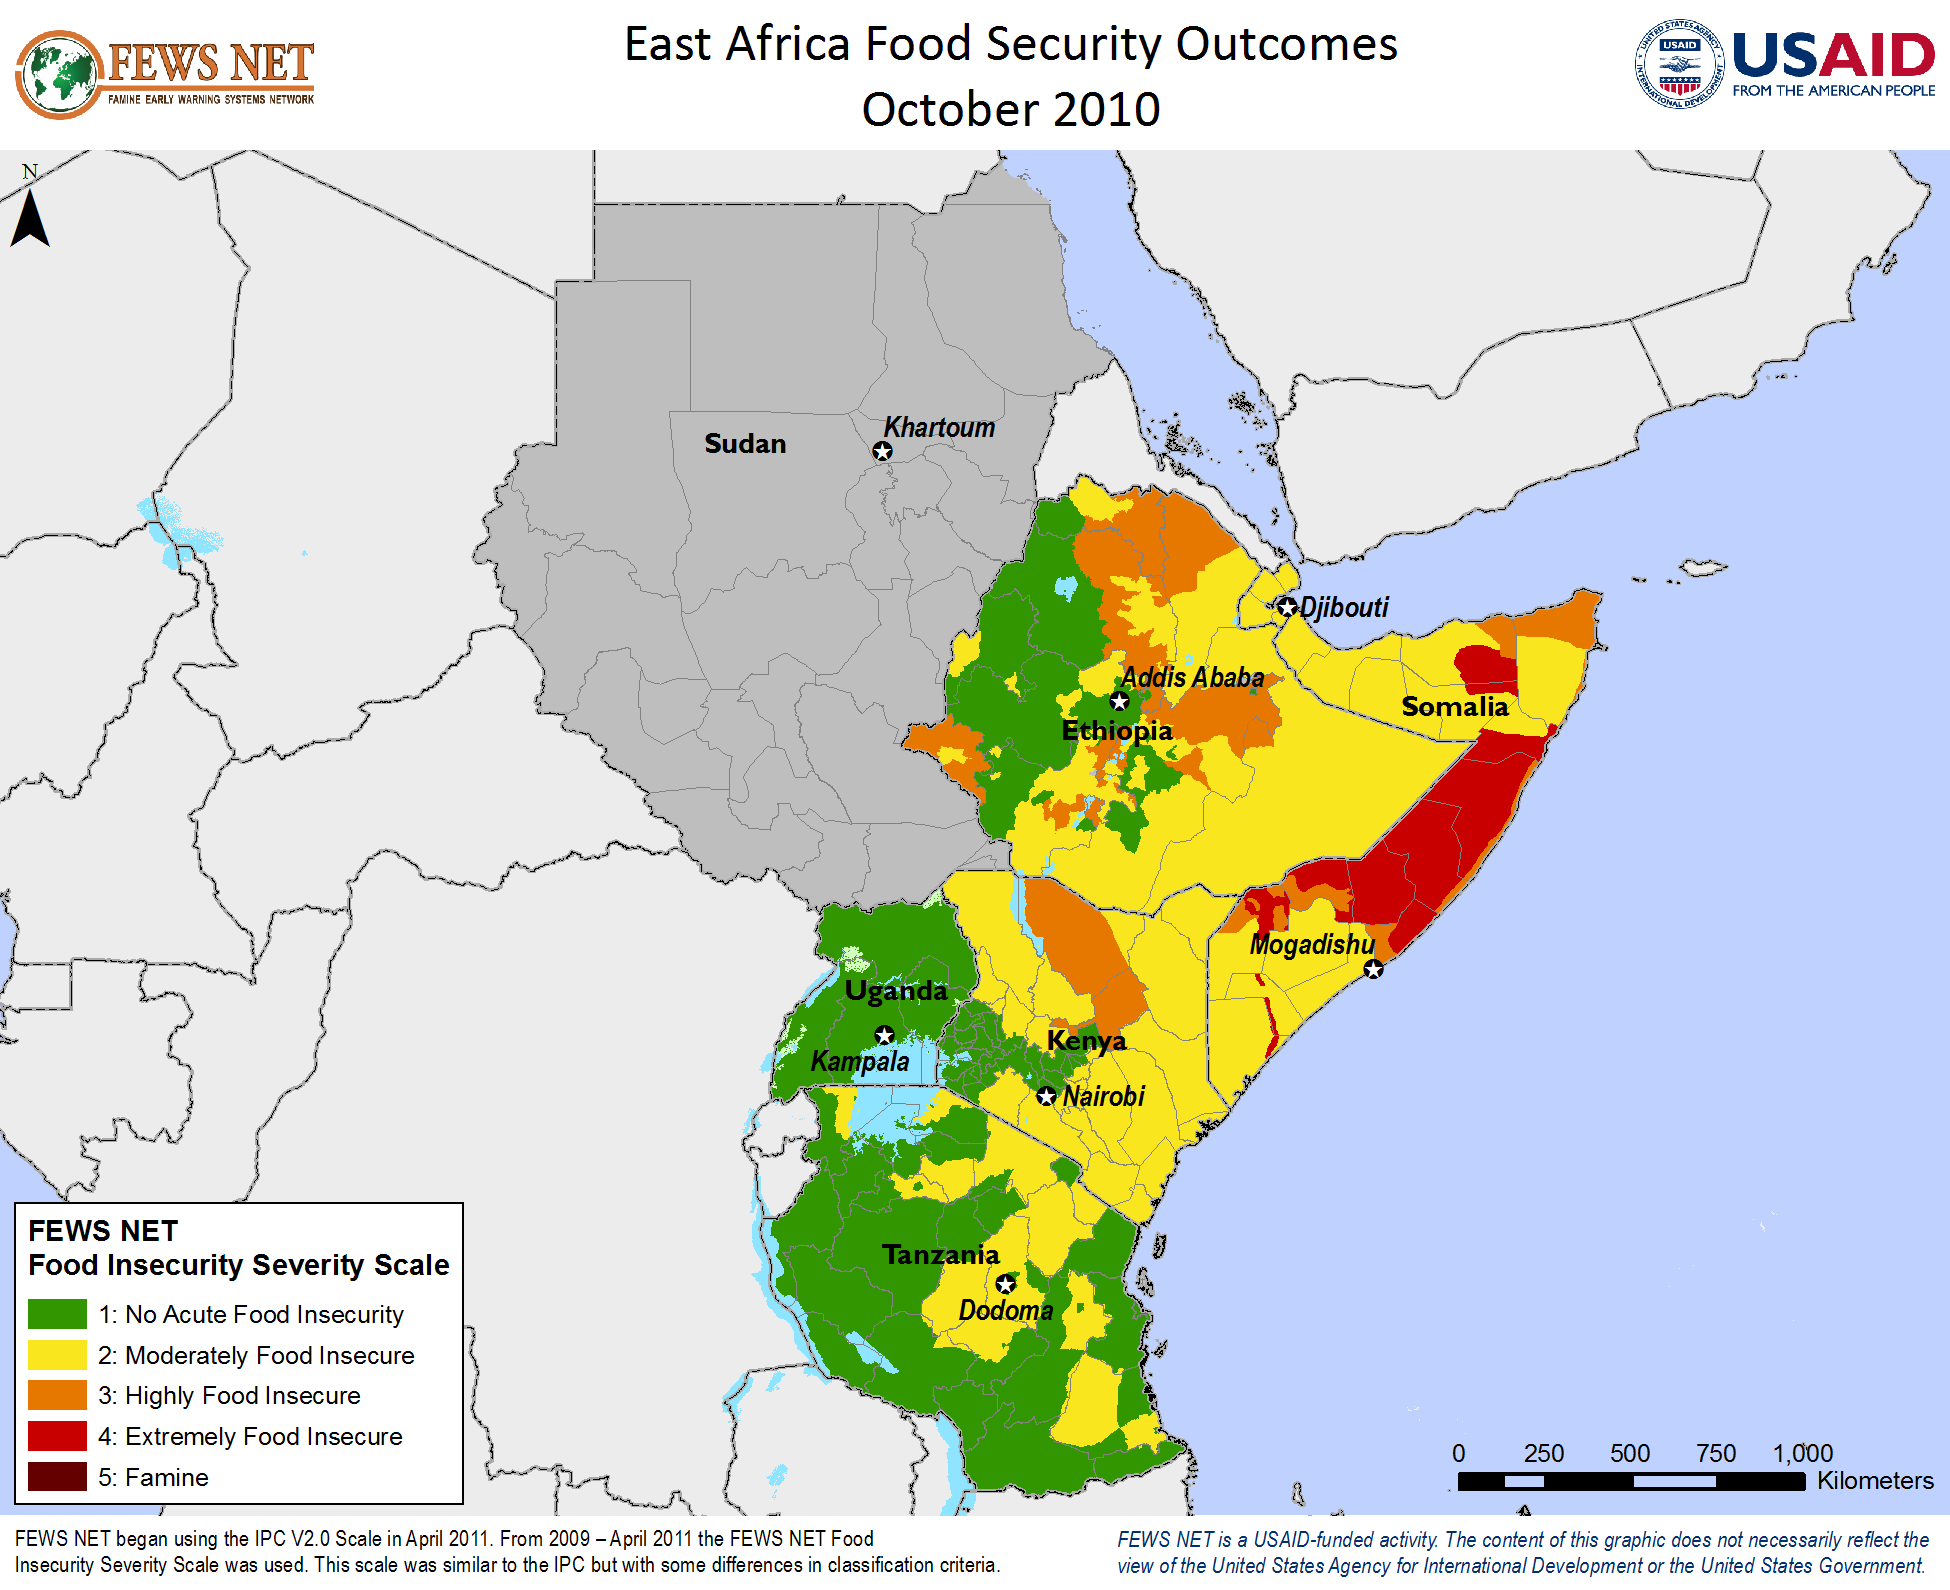 FEWS NET
FAMINE EARLY WARNING SYSTEMS NETWORK
East Africa Food Security Outcomes
October 2010
UNITED STATES AGENCY
USAID
INTERNATIONAL DEVELOPMENT
USAID
FROM THE AMERICAN PEOPLE
N
Khartoum
Sudan
Djibouti
Addis Ababa
Somalia
Ethiopia
Mogadishu
Uganda
Kampala
Kenya
Nairobi
Tanzania
Dodoma
FEWS NET
Food Insecurity Severity Scale
1: No Acute Food Insecurity
2: Moderately Food Insecure
3: Highly Food Insecure
4: Extremely Food Insecure
5: Famine
0 250 500 750 1,000
Kilometers
FEWS NET began using the IPC V2.0 Scale in April 2011. From 2009 – April 2011 the FEWS NET Food
Insecurity Severity Scale was used. This scale was similar to the IPC but with some differences in classification criteria.
FEWS NET is a USAID-funded activity. The content of this graphic does not necessarily reflect the
view of the United States Agency for International Development or the United States Government.